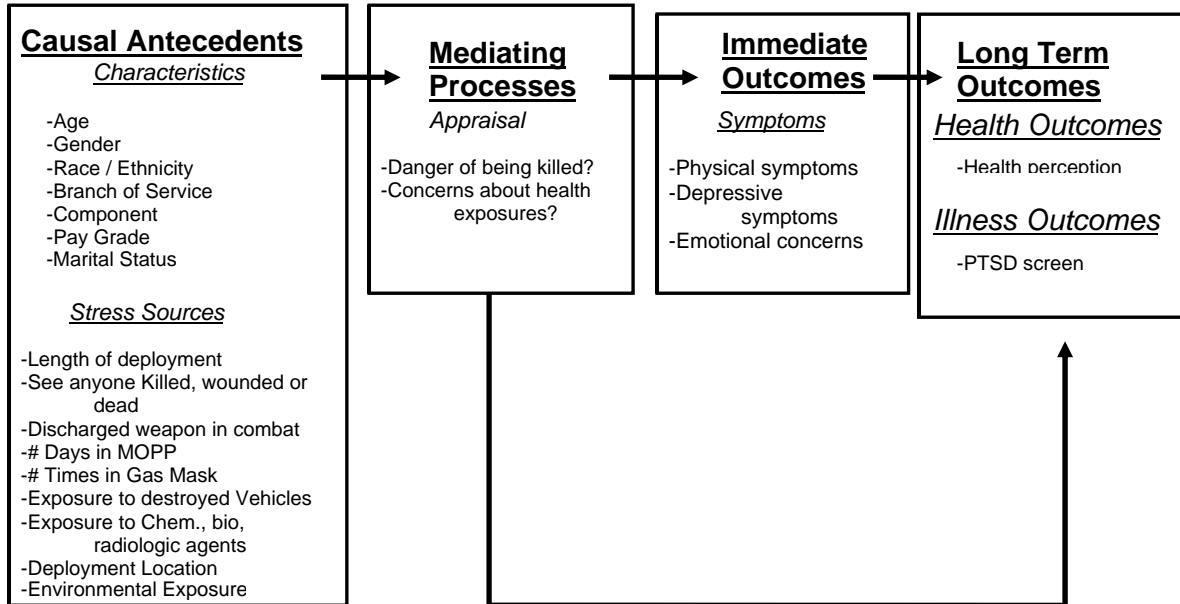 Causal Antecedents
Characteristics
-Age
-Gender
-Race / Ethnicity
-Branch of Service
-Component
-Pay Grade
-Marital Status
Stress Sources
-Length of deployment
-See anyone Killed, wounded or
dead
-Discharged weapon in combat
-# Days in MOPP
-# Times in Gas Mask
-Exposure to destroyed Vehicles
-Exposure to Chem., bio,
radiologic agents
-Deployment Location
-Environmental Exposure
Mediating
Processes
Appraisal
-Danger of being killed?
-Concerns about health
exposures?
Immediate
Outcomes
Symptoms
-Physical symptoms
-Depressive
symptoms
-Emotional concerns
Long Term
Outcomes
Health Outcomes
-Health perception
Illness Outcomes
-PTSD screen